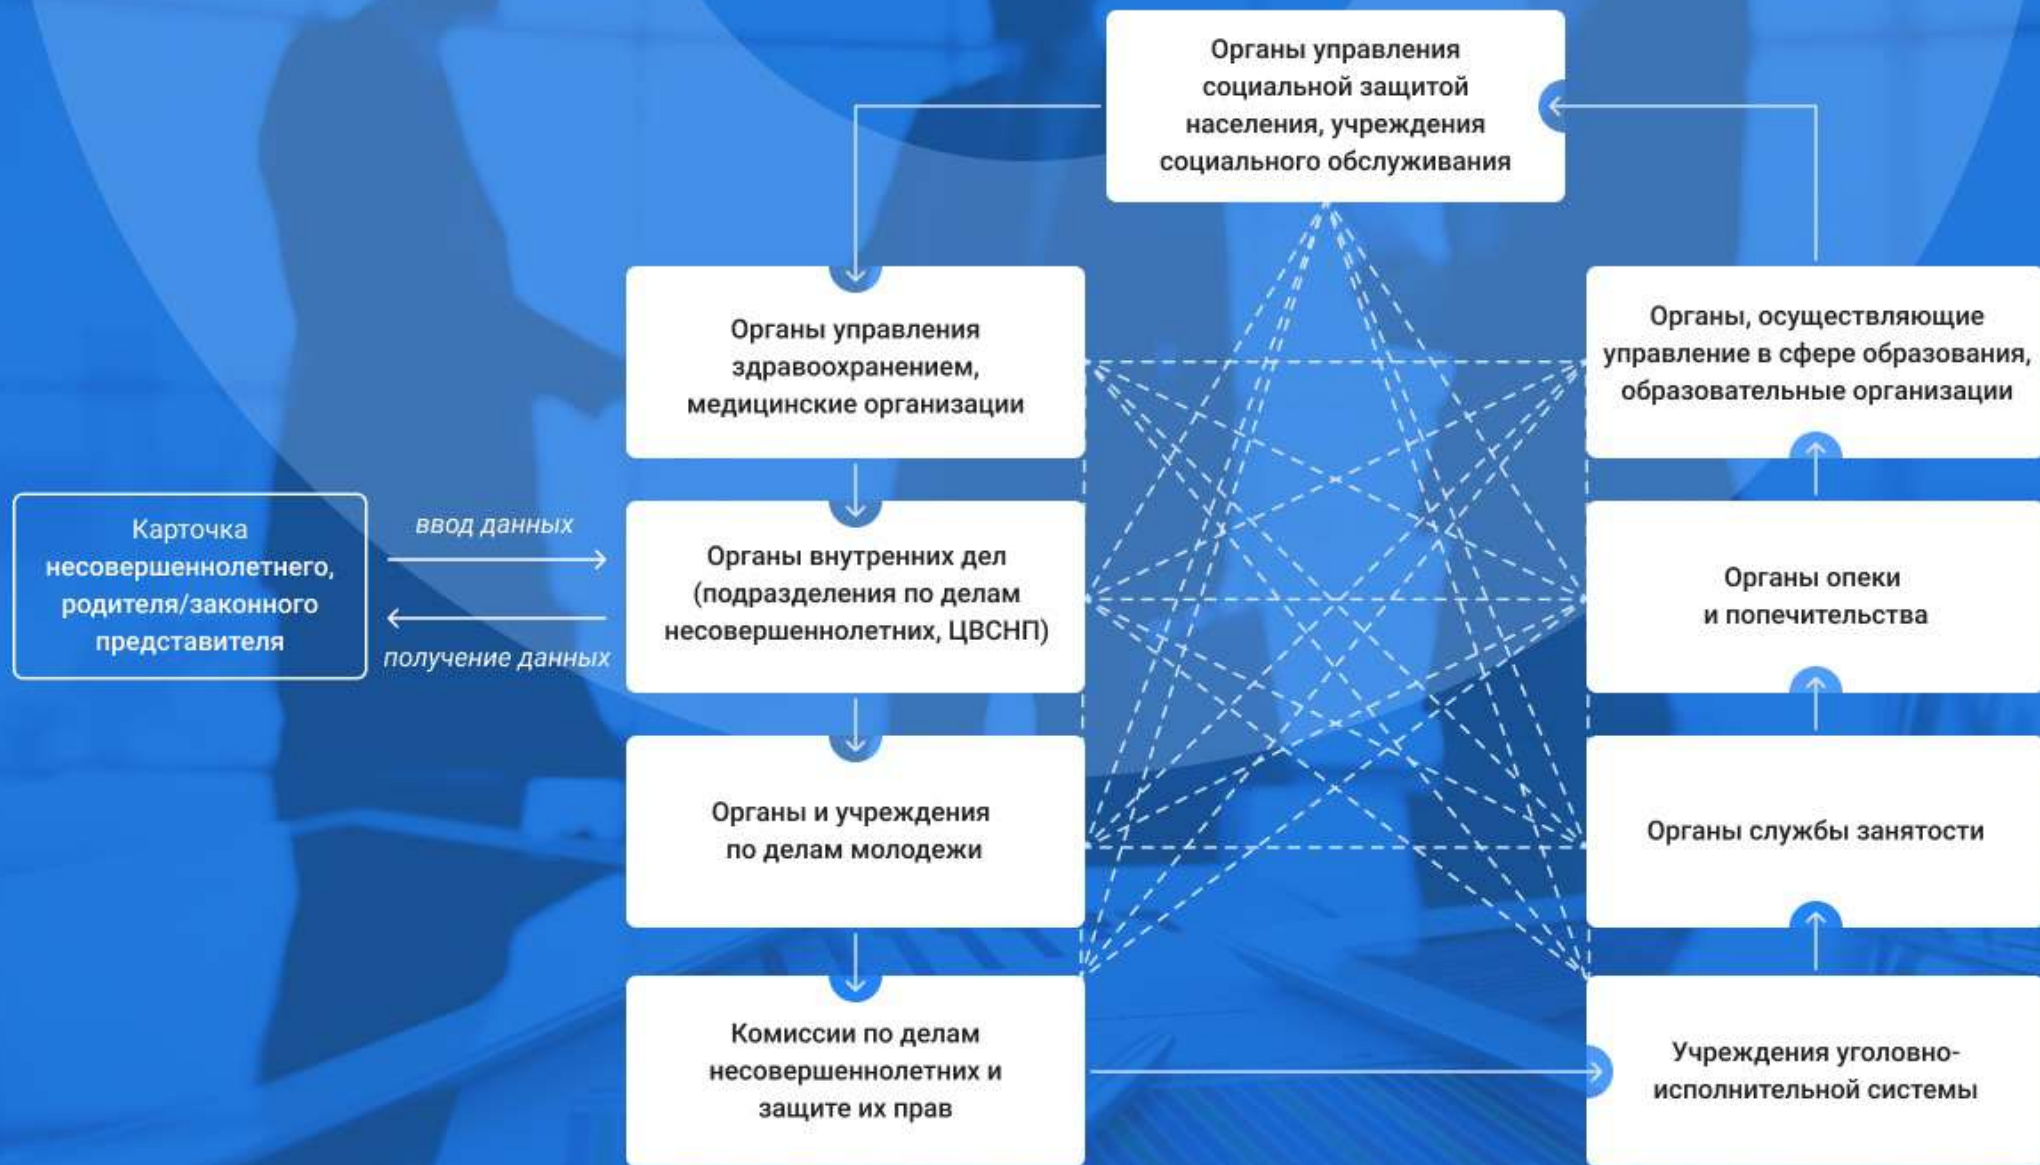 Органы управления
социальной защитой
населения, учреждения
социального обслуживания
Органы управления
здравоохранением,
медицинские организации
Органы, осуществляющие
управление в сфере образования,
образовательные организации
Карточка
несовершеннолетнего,
родителя/законного
представителя
ввод данных
получение данных
Органы внутренних дел
(подразделения по делам
несовершеннолетних, ЦВСНП)
Органы опеки
и попечительства
Органы и учреждения
по делам молодежи
Органы службы занятости
Комиссии по делам
несовершеннолетних и
защите их прав
Учреждения уголовно-
исполнительной системы